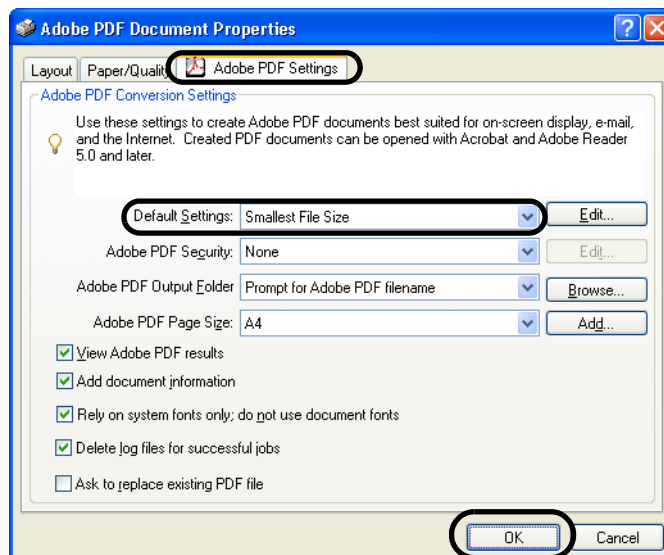 Adobe PDF Document Properties
Layout Paper/Quality Adobe PDF Settings
Adobe PDF Conversion Settings
Use these settings to create Adobe PDF documents best suited for on-screen display, e-mail,
and the Internet. Created PDF documents can be opened with Acrobat and Adobe Reader
5.0 and later.
Default Settings: Smallest File Size Edit...
Adobe PDF Security: None Edit...
Adobe PDF Output Folder Prompt for Adobe PDF filename Browse...
Adobe PDF Page Size: A4 Add...
View Adobe PDF results
Add document information
Rely on system fonts only; do not use document fonts
Delete log files for successful jobs
Ask to replace existing PDF file
OK Cancel